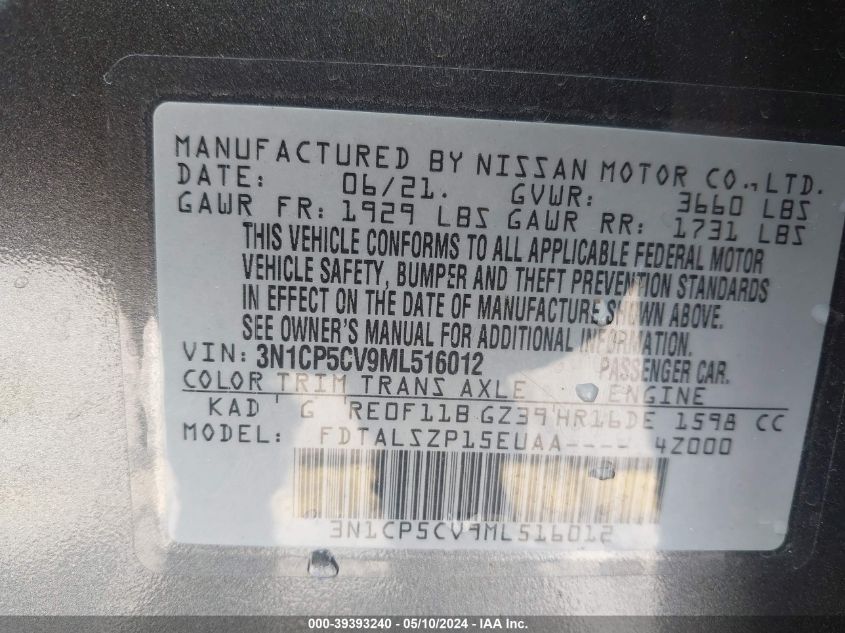 MANUFACTURED BY NISSAN MOTOR CO., LTD.
DATE: 06/21. GVWR: 3660 LBS
GAWR FR: 1929 LBS GAWR RR: 1731 LBS
THIS VEHICLE CONFORMS TO ALL APPLICABLE FEDERAL MOTOR
VEHICLE SAFETY, BUMPER AND THEFT PREVENTION STANDARDS
IN EFFECT ON THE DATE OF MANUFACTURE SHOWN ABOVE.
SEE OWNER'S MANUAL FOR ADDITIONAL INFORMATION.
VIN: 3N1CP5CV9ML516012 PASSENGER CAR.
COLOR TRIM TRANS AXLE ENGINE
KAD G RE0F11B GZ39 HR16DE 1598 CC
MODEL: FDTALSZP15EUAA---- 4Z000
3N1CP5CV9ML516012
000-39393240 - 05/10/2024 - IAA Inc.